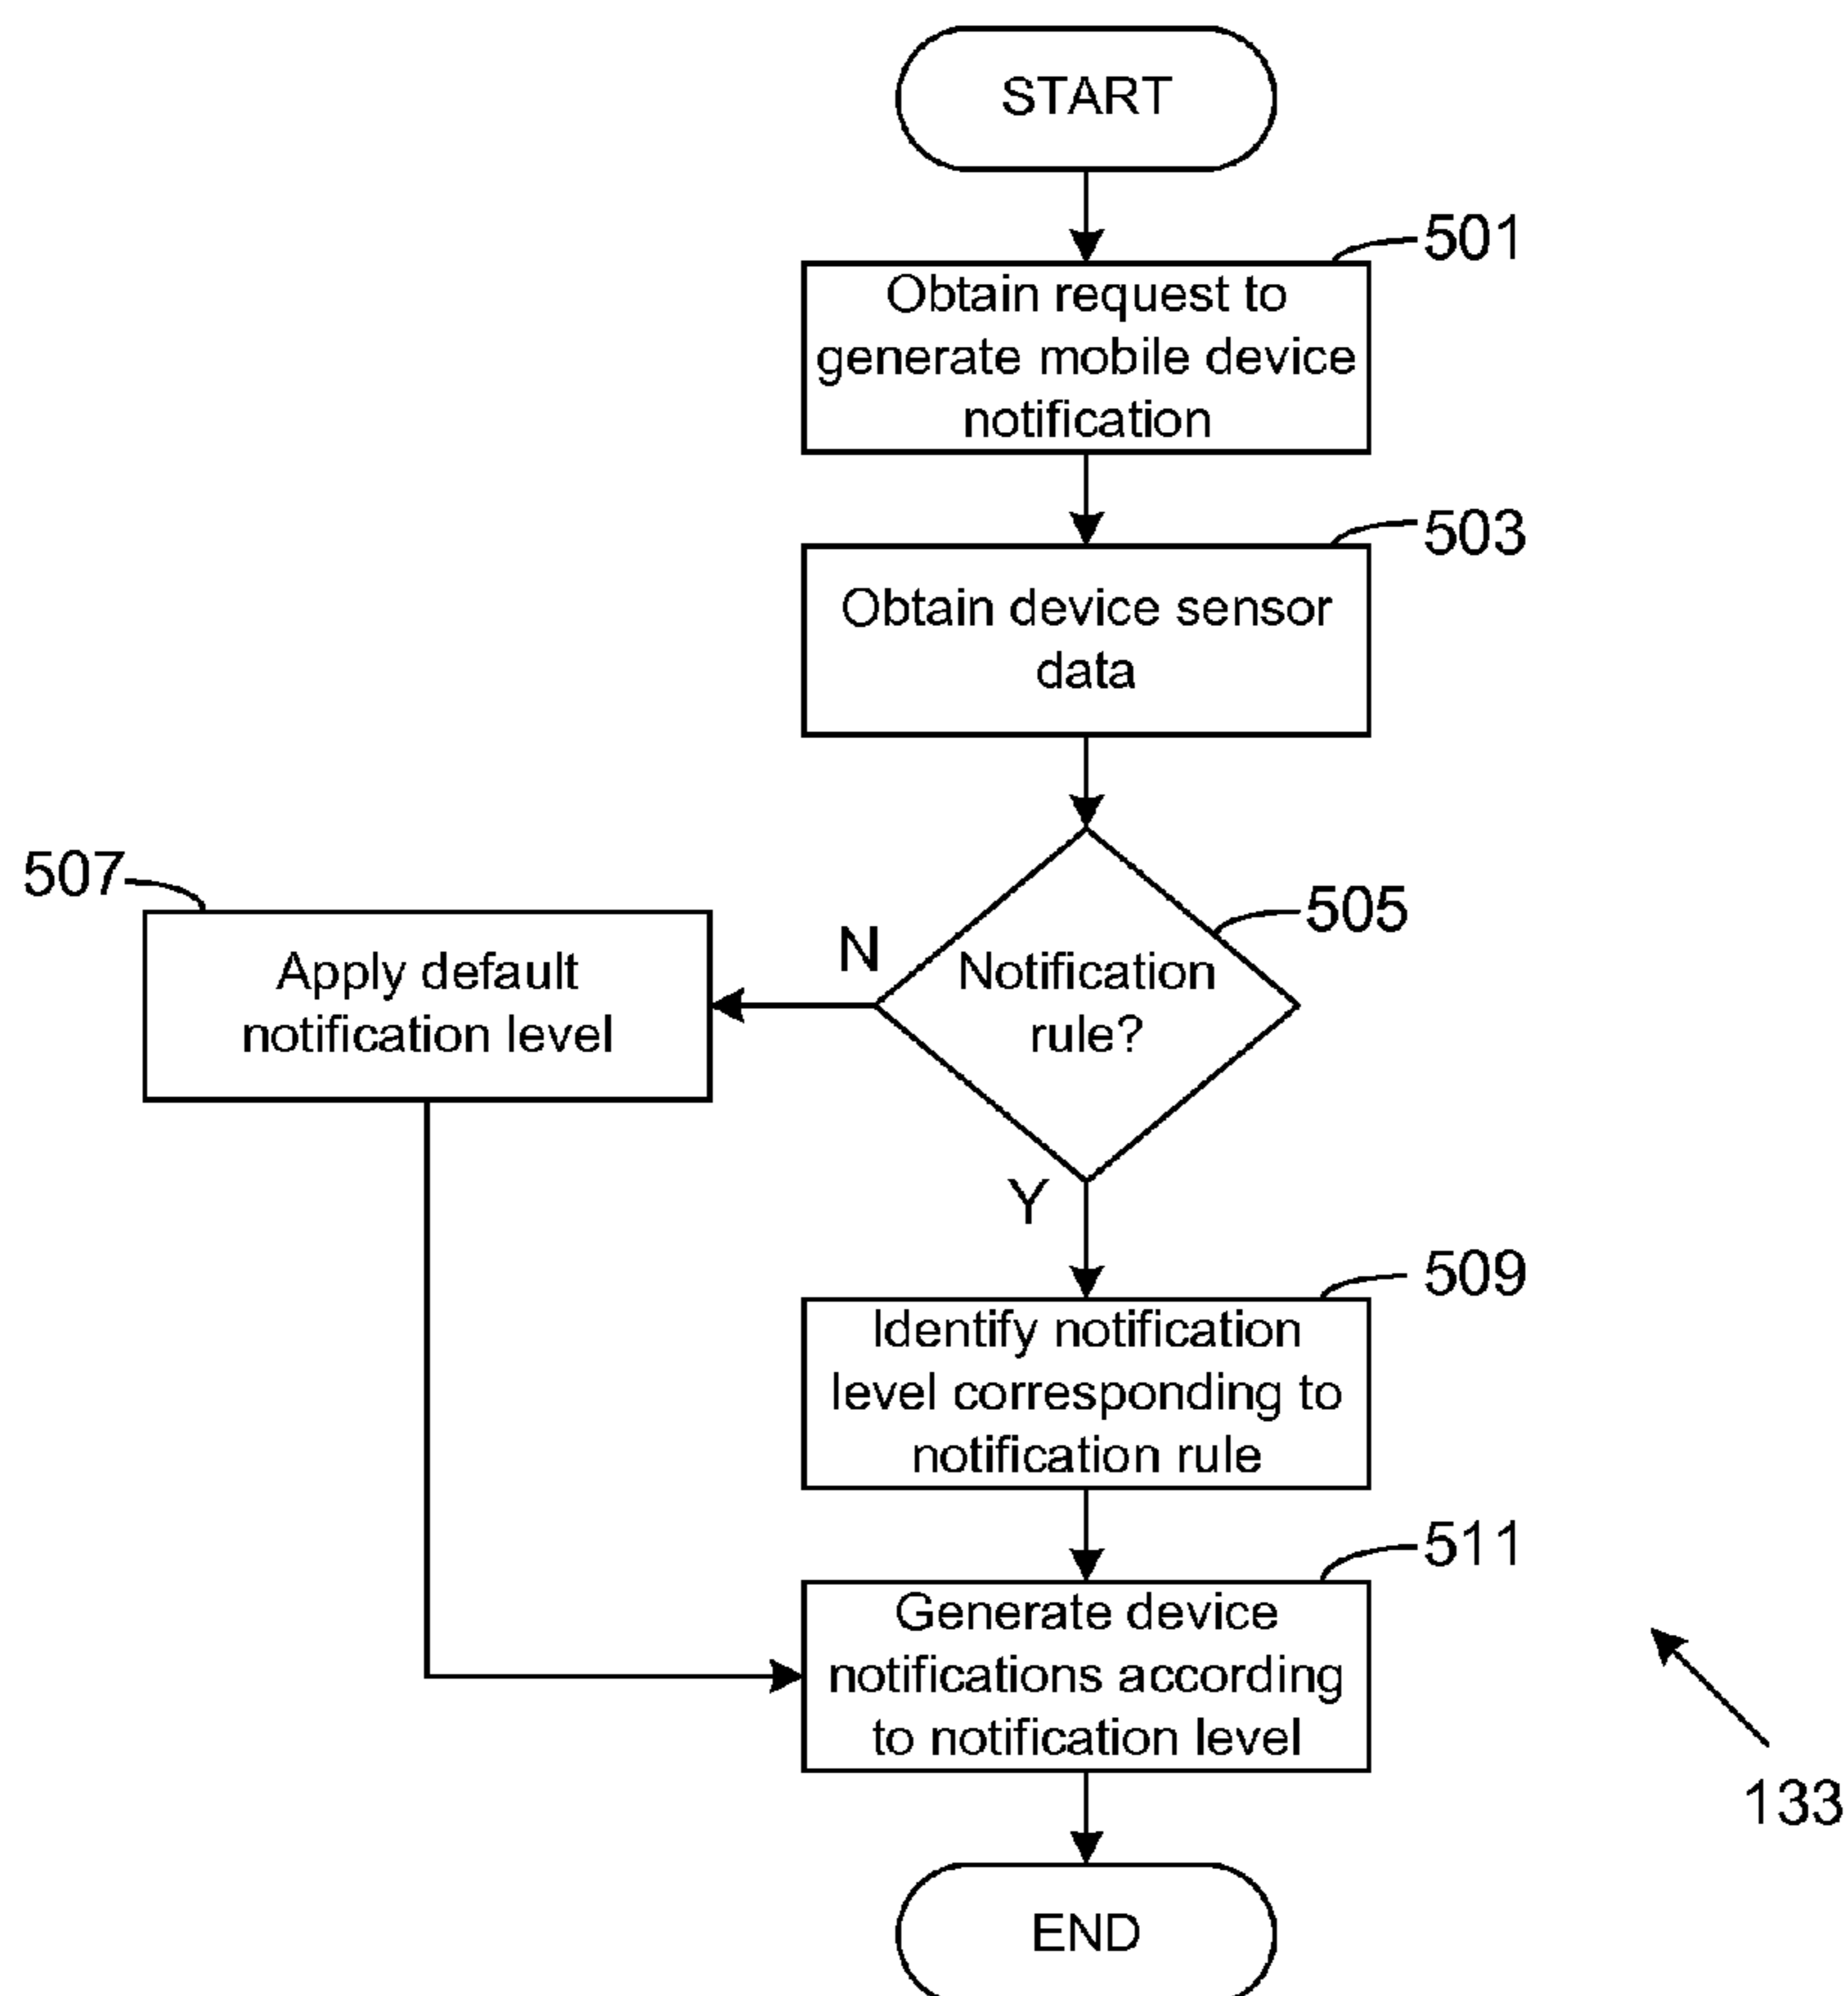 START
501
Obtain request to
generate mobile device
notification
503
Obtain device sensor
data
507
505
N
Apply default
notification level
Notification
rule?
Y
509
Identify notification
level corresponding to
notification rule
511
Generate device
notifications according
to notification level
133
END